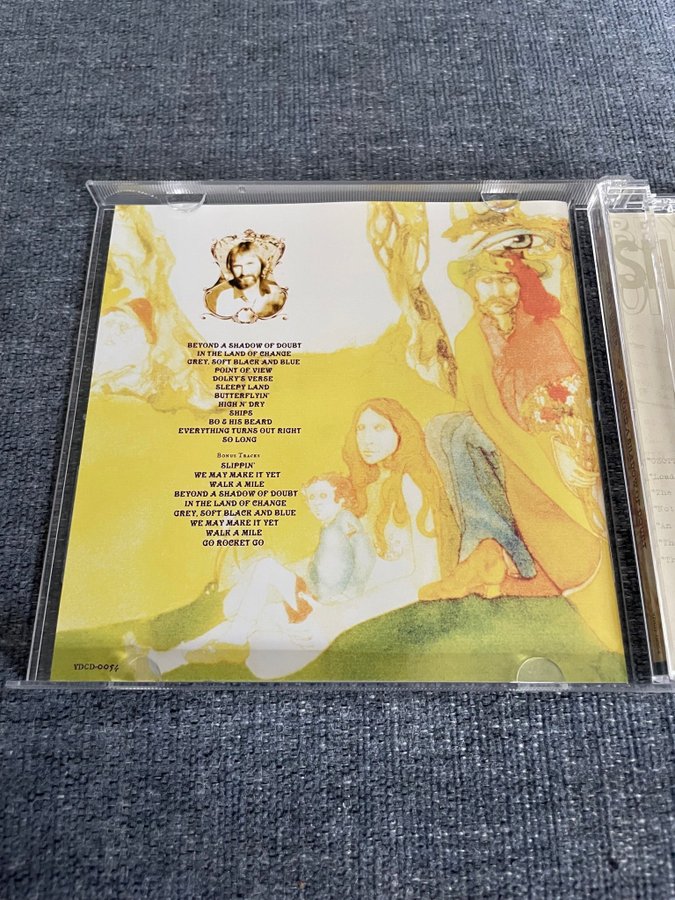 BEYOND A SHADOW OF DOUBT
IN THE LAND OF CHANGE
GREY, SOFT BLACK AND BLUE
POINT OF VIEW
DOLKY'S VERSE
SLEEPY LAND
BUTTERFLYIN'
HIGH N' DRY
SHIPS
BO & HIS BEARD
EVERYTHING TURNS OUT RIGHT
SO LONG
BONUS TRACKS
SLIPPIN'
WE MAY MAKE IT YET
WALK A MILE
BEYOND A SHADOW OF DOUBT
IN THE LAND OF CHANGE
GREY, SOFT BLACK AND BLUE
WE MAY MAKE IT YET
WALK A MILE
GO ROCKET GO
VDCD-0054